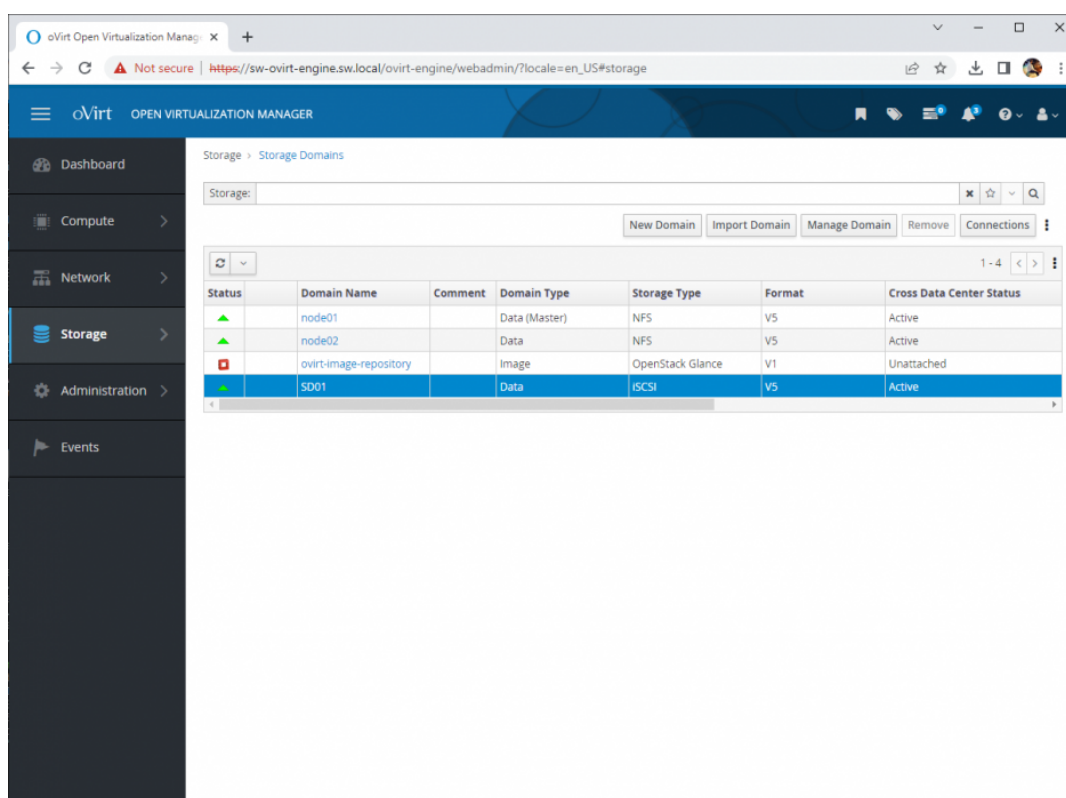 oVirt Open Virtualization Manag
Not secure | https://sw-ovirt-engine.sw.local/ovirt-engine/webadmin/?locale=en_US#storage
oVirt OPEN VIRTUALIZATION MANAGER
Dashboard
Compute
Network
Storage
Administration
Events
Storage > Storage Domains
Storage:
New Domain Import Domain Manage Domain Remove Connections
1 - 4
Status Domain Name Comment Domain Type Storage Type Format Cross Data Center Status
node01 Data (Master) NFS V5 Active
node02 Data NFS V5 Active
ovirt-image-repository Image OpenStack Glance V1 Unattached
SD01 Data iSCSI V5 Active